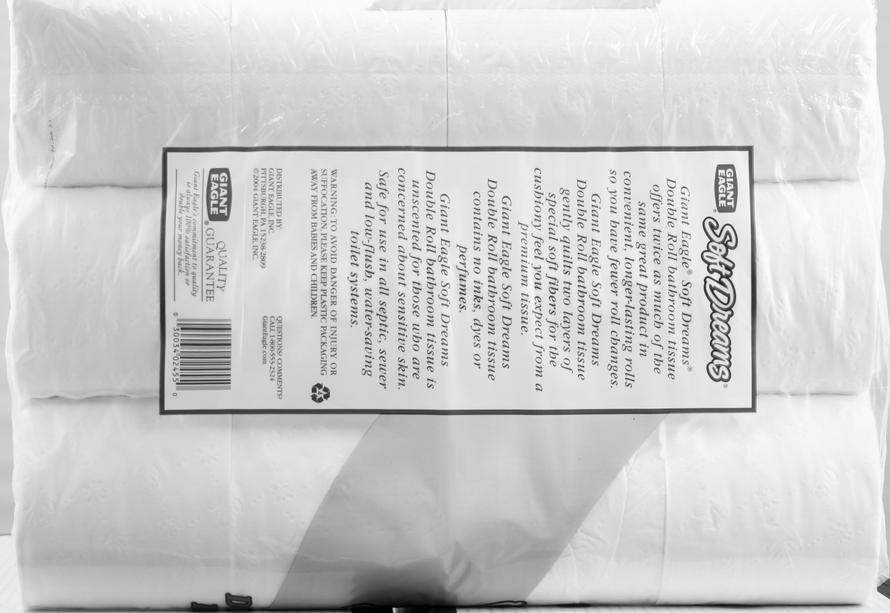 GIANT
EAGLE®
Soft Dreams®
Giant Eagle® Soft Dreams®
Double Roll bathroom tissue
offers twice as much of the
same great product in
convenient, longer-lasting rolls
so you have fewer roll changes.
Giant Eagle Soft Dreams
Double Roll bathroom tissue
gently quilts two layers of
special soft fibers for the
cushiony feel you expect from a
premium tissue.
Giant Eagle Soft Dreams
Double Roll bathroom tissue
contains no inks, dyes or
perfumes.
Giant Eagle Soft Dreams
Double Roll bathroom tissue is
unscented for those who are
concerned about sensitive skin.
Safe for use in all septic, sewer
and low-flush, water-saving
toilet systems.
WARNING: TO AVOID DANGER OF INJURY OR
SUFFOCATION, PLEASE KEEP PLASTIC PACKAGING
AWAY FROM BABIES AND CHILDREN.
DISTRIBUTED BY:
GIANT EAGLE, INC.
PITTSBURGH, PA 15238-2809
©2004 GIANT EAGLE, INC.
QUESTIONS? COMMENTS?
CALL 1-800-553-2324
GiantEagle.com
GIANT
EAGLE®
QUALITY
GUARANTEE
Giant Eagle's commitment to quality
is always 100% satisfaction or
double your money back.
0 30034 02455 0